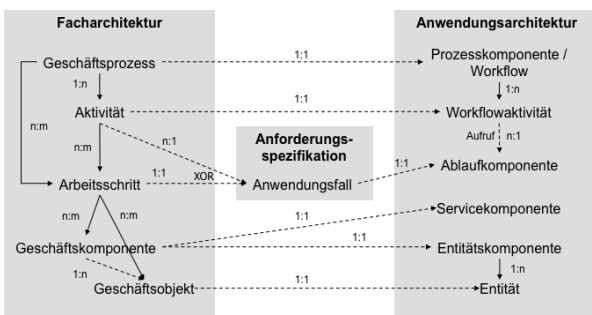 Facharchitektur
Anwendungsarchitektur
Geschäftsprozess
1:1
Prozesskomponente /
Workflow
1:n
1:n
1:1
Aktivität
Workflowaktivität
n:m
n:1
Anforderungs-
spezifikation
Aufruf
n:1
n:m
1:1
Ablaufkomponente
Arbeitsschritt
1:1
XOR
Anwendungsfall
n:m
n:m
1:1
Servicekomponente
Geschäftskomponente
1:1
Entitätskomponente
1:n
1:n
Geschäftsobjekt
1:1
Entität